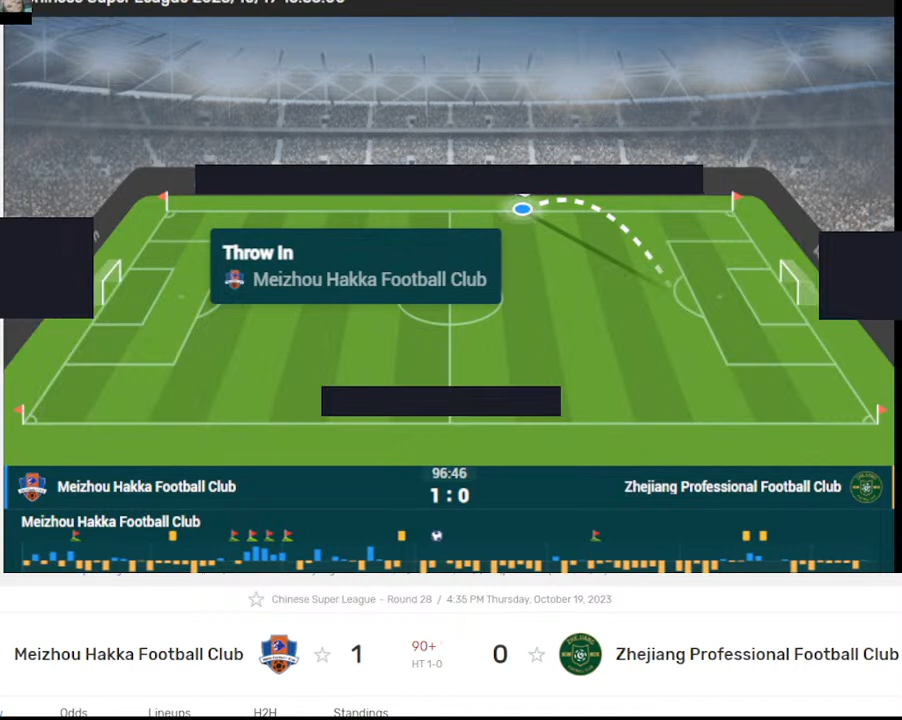 Throw In
Meizhou Hakka Football Club
96:46
Meizhou Hakka Football Club
1 : 0
Zhejiang Professional Football Club
Meizhou Hakka Football Club
Chinese Super League - Round 28 / 4:35 PM Thursday, October 19, 2023
Meizhou Hakka Football Club 1 90+ 0 Zhejiang Professional Football Club
HT 1-0
Odds Lineups H2H Standings